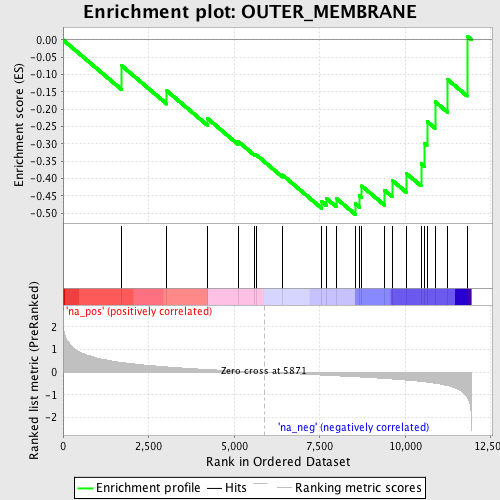 Enrichment plot: OUTER_MEMBRANE
Enrichment score (ES)
0.00
-0.05
-0.10
-0.15
-0.20
-0.25
-0.30
-0.35
-0.40
-0.45
-0.50
'na_pos' (positively correlated)
Ranked list metric (PreRanked)
2
1
0
-1
-2
Zero cross at 5871
'na_neg' (negatively correlated)
0
2,500
5,000
7,500
10,000
12,500
Rank in Ordered Dataset
Enrichment profile
Hits
Ranking metric scores